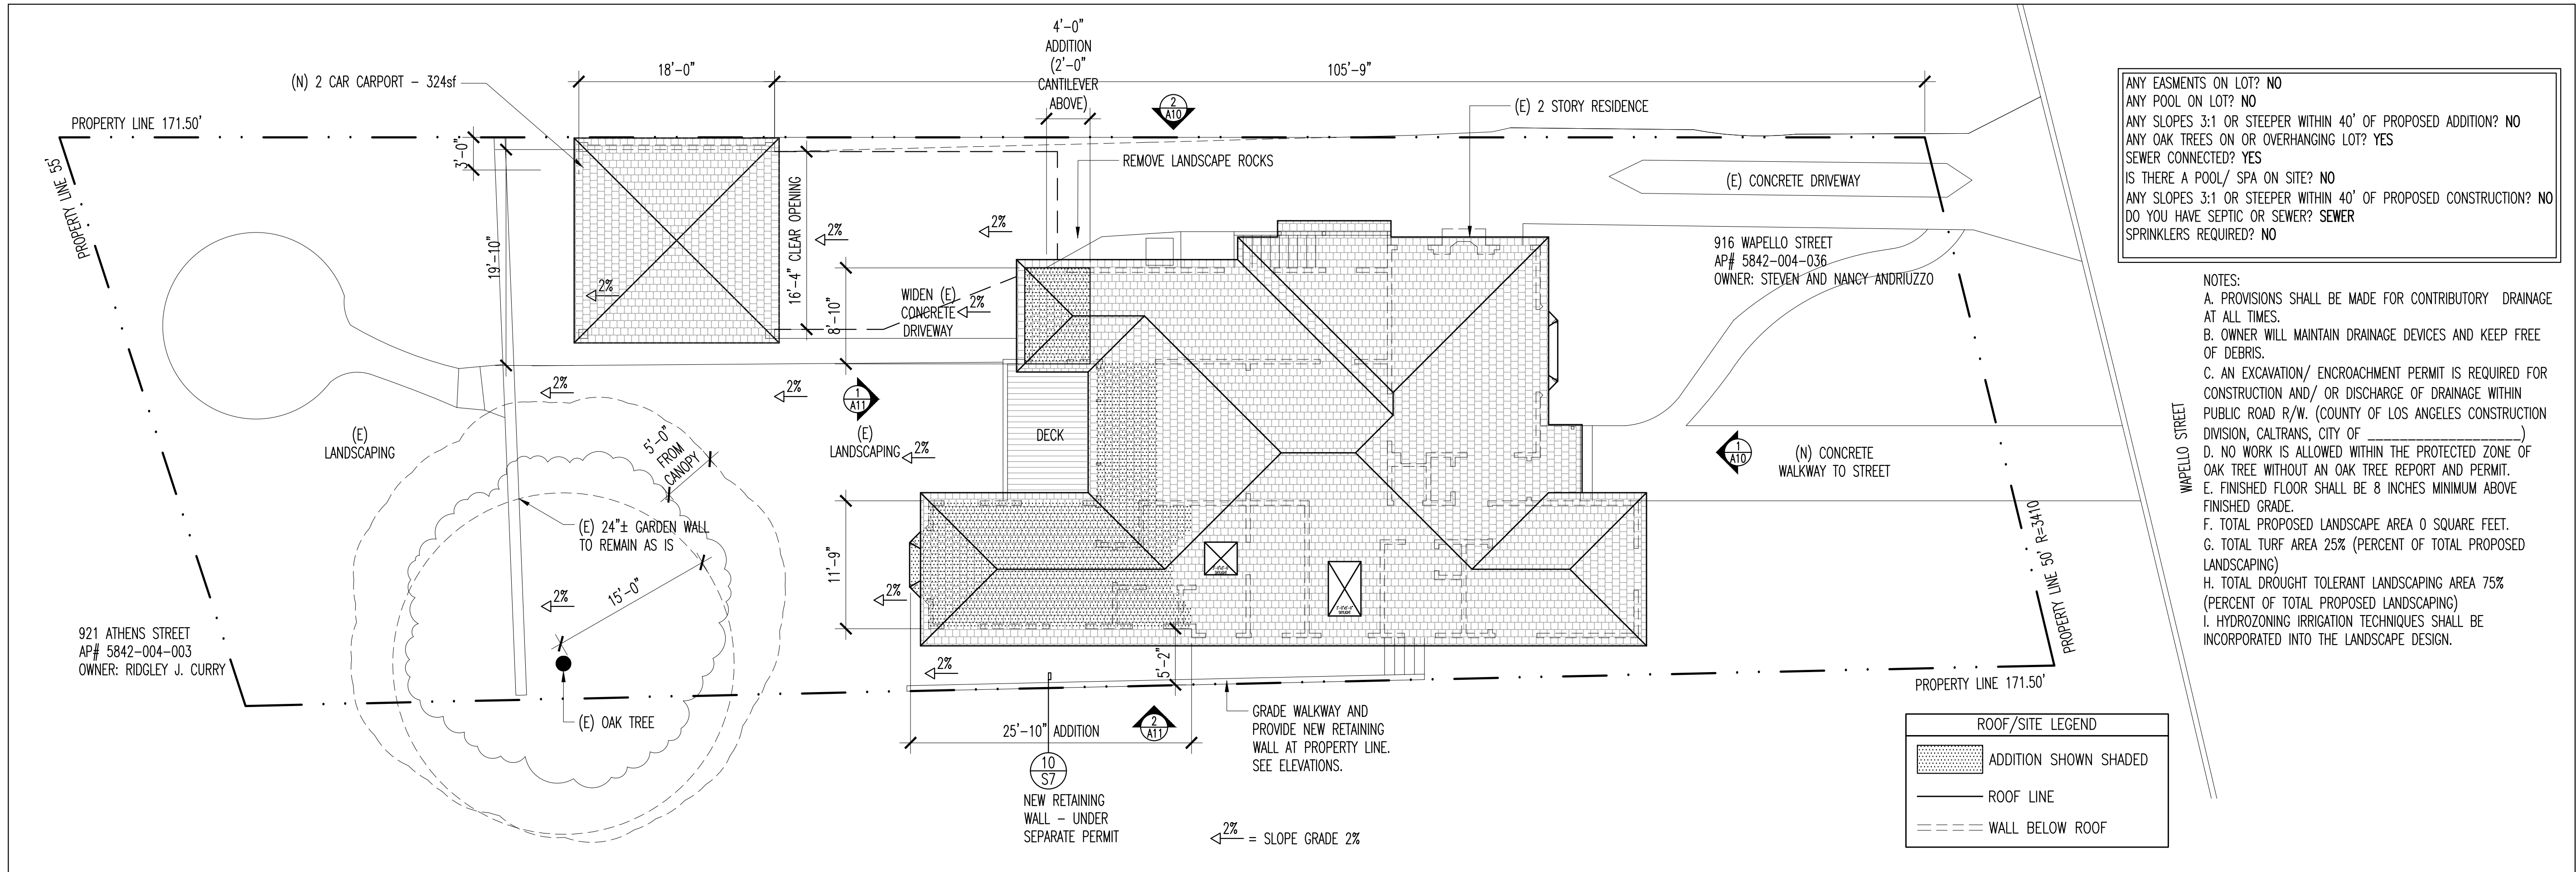 4'-0"
ADDITION
(2'-0"
CANTILEVER
ABOVE)
18'-0"
105'-9"
(N) 2 CAR CARPORT - 324sf
2
A10
(E) 2 STORY RESIDENCE
PROPERTY LINE 171.50'
PROPERTY LINE 55'
3'-0"
19'-10"
16'-4" CLEAR OPENING
REMOVE LANDSCAPE ROCKS
(E) CONCRETE DRIVEWAY
2%
2%
2%
2%
8'-10"
WIDEN (E)
CONCRETE
DRIVEWAY
916 WAPELLO STREET
AP# 5842-004-036
OWNER: STEVEN AND NANCY ANDRIUZZO
2%
2%
1
A11
(E)
LANDSCAPING
5'-0"
FROM
CANOPY
(E)
LANDSCAPING
2%
DECK
1
A10
(N) CONCRETE
WALKWAY TO STREET
(E) 24"± GARDEN WALL
TO REMAIN AS IS
11'-9"
15'-0"
2%
2%
921 ATHENS STREET
AP# 5842-004-003
OWNER: RIDGLEY J. CURRY
2%
5'-2"
(E) OAK TREE
25'-10" ADDITION
2
A11
10
S7
NEW RETAINING
WALL - UNDER
SEPARATE PERMIT
GRADE WALKWAY AND
PROVIDE NEW RETAINING
WALL AT PROPERTY LINE.
SEE ELEVATIONS.
2% = SLOPE GRADE 2%
PROPERTY LINE 171.50'
PROPERTY LINE 50' R=3410
WAPELLO STREET
ANY EASMENTS ON LOT? NO
ANY POOL ON LOT? NO
ANY SLOPES 3:1 OR STEEPER WITHIN 40' OF PROPOSED ADDITION? NO
ANY OAK TREES ON OR OVERHANGING LOT? YES
SEWER CONNECTED? YES
IS THERE A POOL/ SPA ON SITE? NO
ANY SLOPES 3:1 OR STEEPER WITHIN 40' OF PROPOSED CONSTRUCTION? NO
DO YOU HAVE SEPTIC OR SEWER? SEWER
SPRINKLERS REQUIRED? NO
NOTES:
A. PROVISIONS SHALL BE MADE FOR CONTRIBUTORY DRAINAGE
AT ALL TIMES.
B. OWNER WILL MAINTAIN DRAINAGE DEVICES AND KEEP FREE
OF DEBRIS.
C. AN EXCAVATION/ ENCROACHMENT PERMIT IS REQUIRED FOR
CONSTRUCTION AND/ OR DISCHARGE OF DRAINAGE WITHIN
PUBLIC ROAD R/W. (COUNTY OF LOS ANGELES CONSTRUCTION
DIVISION, CALTRANS, CITY OF ____________________)
D. NO WORK IS ALLOWED WITHIN THE PROTECTED ZONE OF
OAK TREE WITHOUT AN OAK TREE REPORT AND PERMIT.
E. FINISHED FLOOR SHALL BE 8 INCHES MINIMUM ABOVE
FINISHED GRADE.
F. TOTAL PROPOSED LANDSCAPE AREA 0 SQUARE FEET.
G. TOTAL TURF AREA 25% (PERCENT OF TOTAL PROPOSED
LANDSCAPING)
H. TOTAL DROUGHT TOLERANT LANDSCAPING AREA 75%
(PERCENT OF TOTAL PROPOSED LANDSCAPING)
I. HYDROZONING IRRIGATION TECHNIQUES SHALL BE
INCORPORATED INTO THE LANDSCAPE DESIGN.
ROOF/SITE LEGEND
ADDITION SHOWN SHADED
ROOF LINE
WALL BELOW ROOF